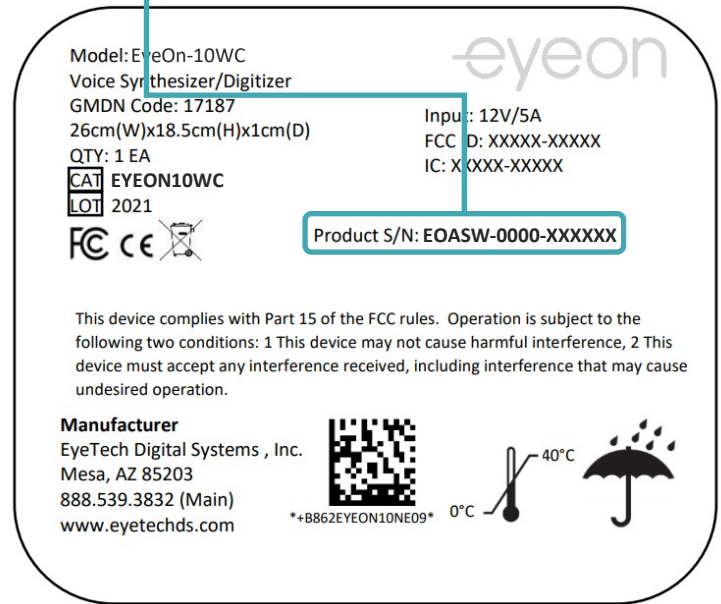 eyeon
Model: EyeOn-10WC
Voice Synthesizer/Digitizer
GMDN Code: 17187
26cm(W)x18.5cm(H)x1cm(D)
QTY: 1 EA
CAT EYEON10WC
LOT 2021
FC CE
Input: 12V/5A
FCC ID: XXXXX-XXXXX
IC: XXXXX-XXXXX
Product S/N: EOASW-0000-XXXXXX
This device complies with Part 15 of the FCC rules. Operation is subject to the
following two conditions: 1 This device may not cause harmful interference, 2 This
device must accept any interference received, including interference that may cause
undesired operation.
Manufacturer
EyeTech Digital Systems , Inc.
Mesa, AZ 85203
888.539.3832 (Main)
www.eyetechds.com
*+B862EYEON10NE09*
0°C
40°C